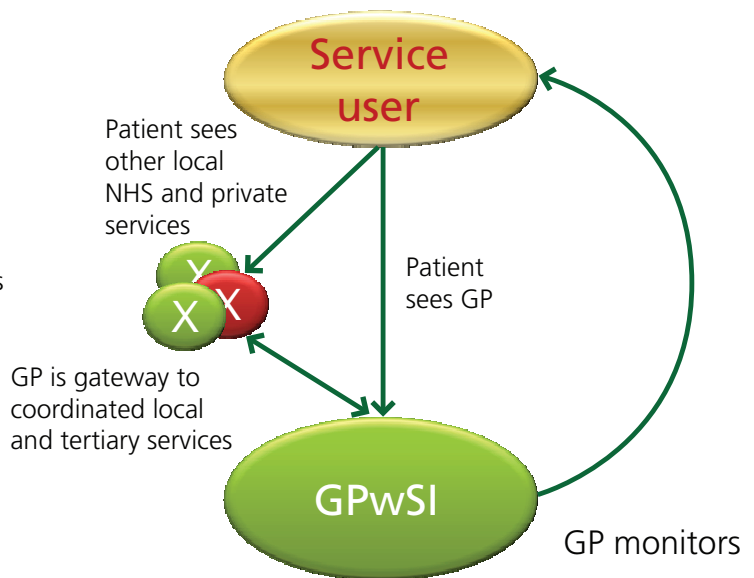 Service
user
Patient sees
other local
NHS and private
services
s
X
X
X
Patient
sees GP
GP is gateway to
coordinated local
and tertiary services
GPwSI
GP monitors